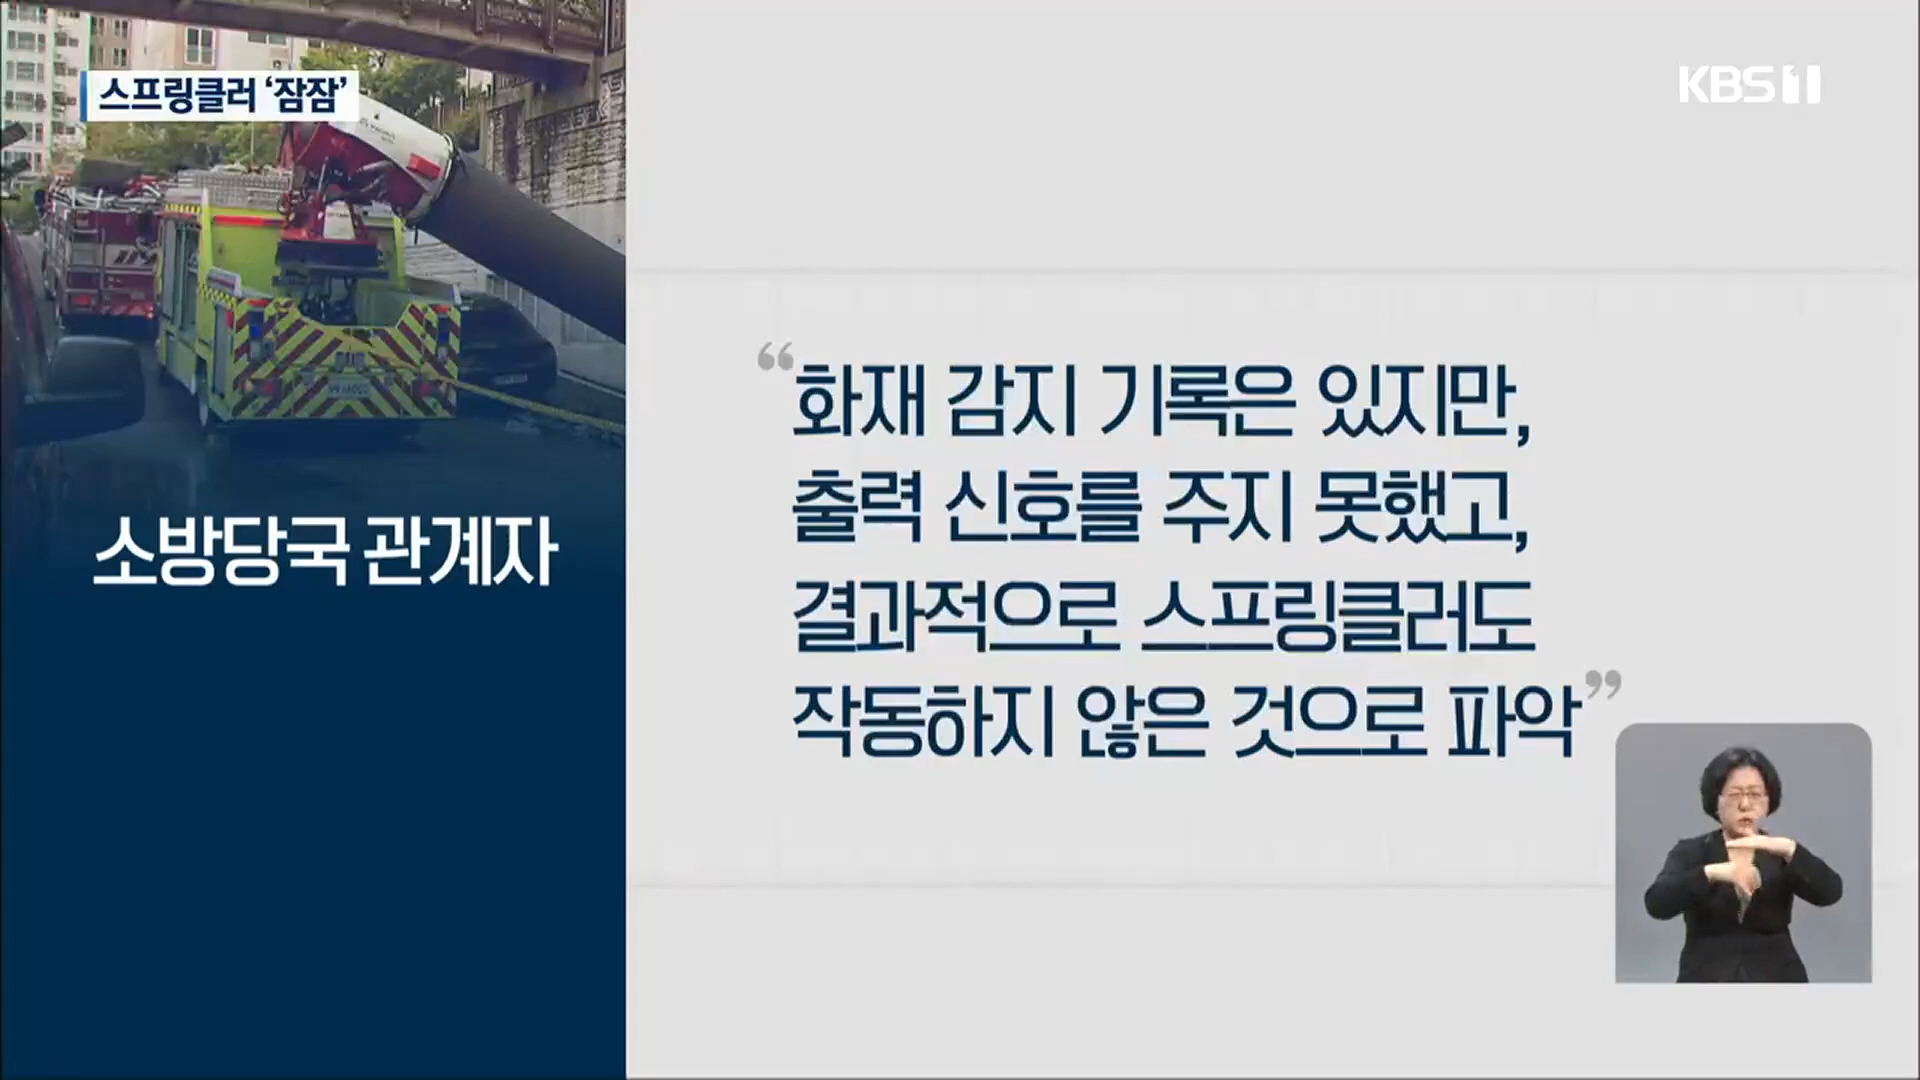 스프링클러 ‘잠잠’
KBS 1
소방당국 관계자
“화재 감지 기록은 있지만,
출력 신호를 주지 못했고,
결과적으로 스프링클러도
작동하지 않은 것으로 파악”